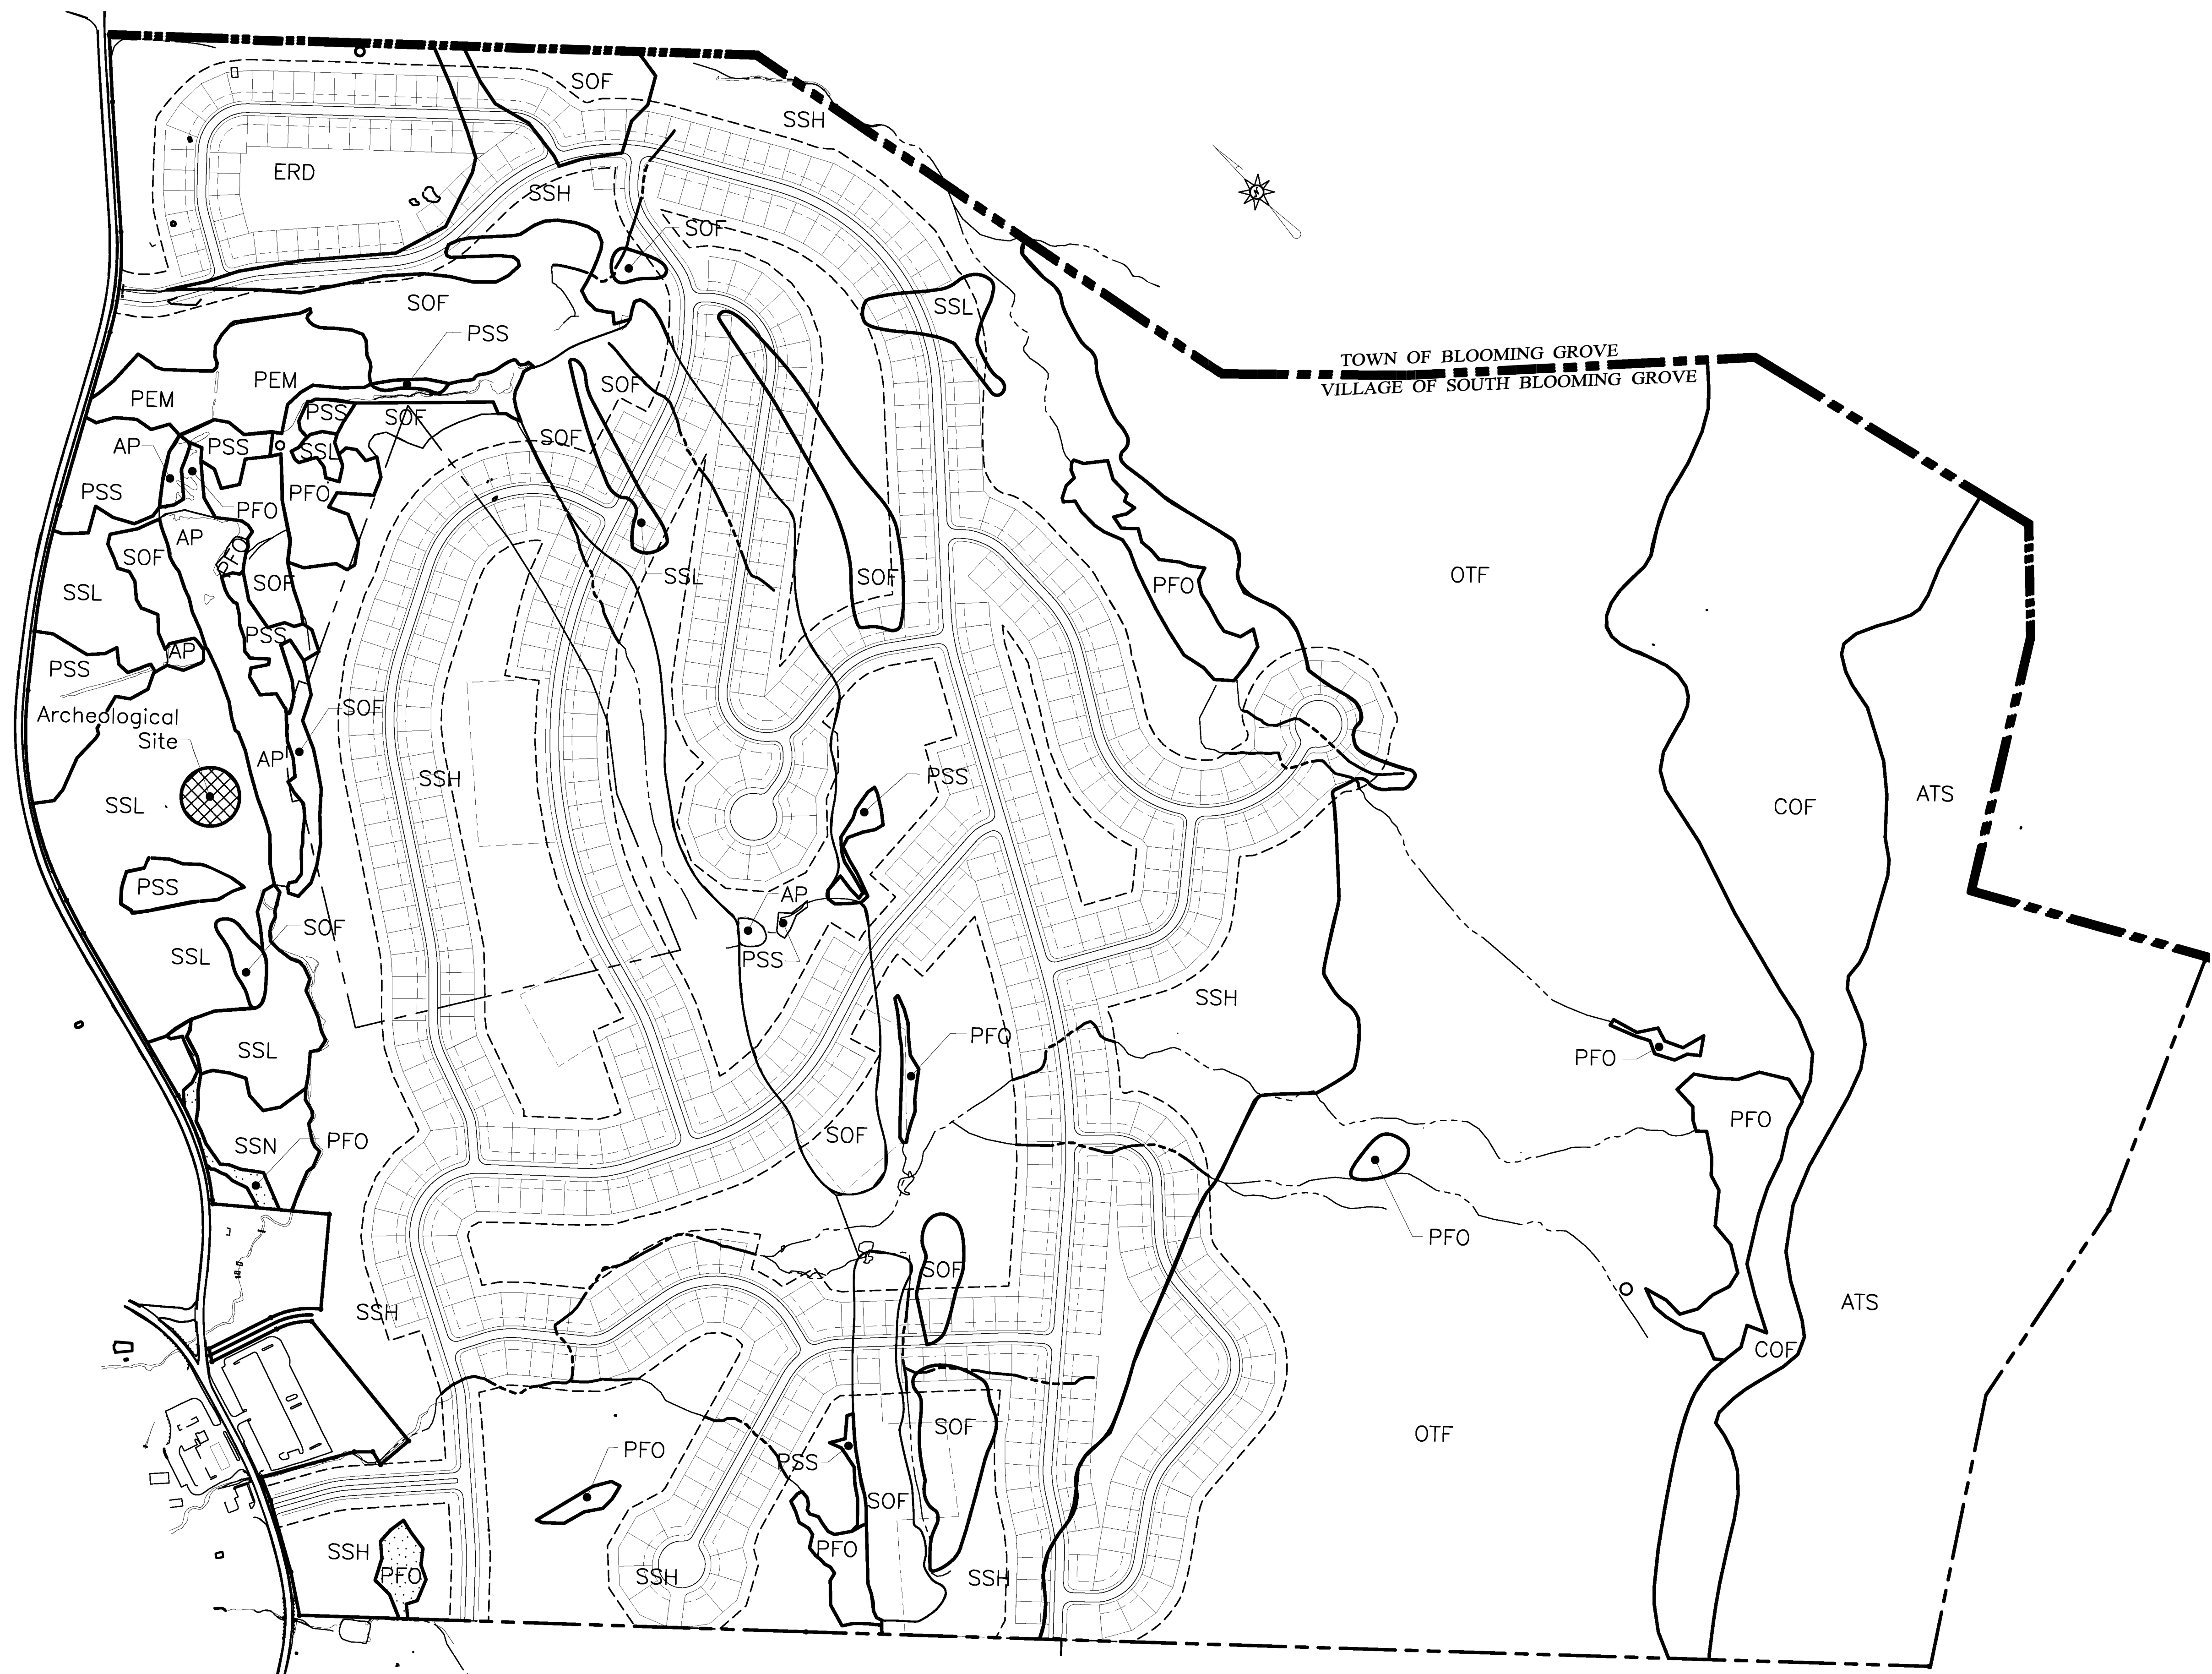 SOF
SSH
ERD
SSH
SOF
SOF
SSL
PSS
TOWN OF BLOOMING GROVE
VILLAGE OF SOUTH BLOOMING GROVE
PEM
PEM
SOF
PSS
SOF
SOF
AP
PSS
SSL
PSS
PFO
PFO
AP
SOF
PFO
SOF
SSL
SOF
PFO
OTF
SSL
PSS
AP
PSS
SOF
Archeological
Site
AP
SSH
PSS
SSL
COF
ATS
PSS
AP
SOF
SSL
PSS
SSH
PFO
SSL
PFO
PFO
SSN
PFO
SOF
PFO
SOF
SSH
ATS
COF
PFO
SOF
OTF
PSS
SOF
SSH
PFO
PFO
SSH
SSH